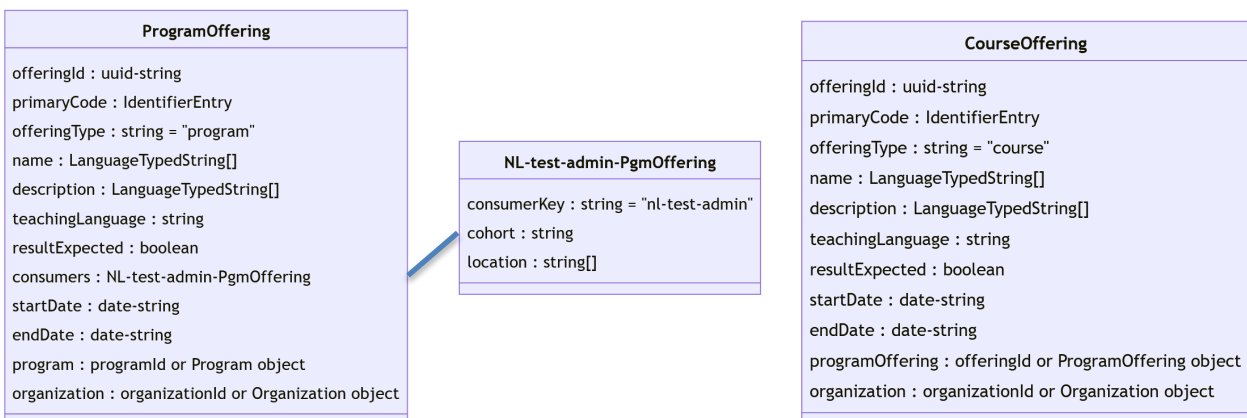 ProgramOffering
offeringId : uuid-string
primaryCode : IdentifierEntry
offeringType : string = "program"
name : LanguageTypedString[]
description : LanguageTypedString[]
teachingLanguage : string
resultExpected : boolean
consumers : NL-test-admin-PgmOffering
startDate : date-string
endDate : date-string
program : programId or Program object
organization : organizationId or Organization object
NL-test-admin-PgmOffering
consumerKey : string = "nl-test-admin"
cohort : string
location : string[]
CourseOffering
offeringId : uuid-string
primaryCode : IdentifierEntry
offeringType : string = "course"
name : LanguageTypedString[]
description : LanguageTypedString[]
teachingLanguage : string
resultExpected : boolean
startDate : date-string
endDate : date-string
programOffering : offeringId or ProgramOffering object
organization : organizationId or Organization object